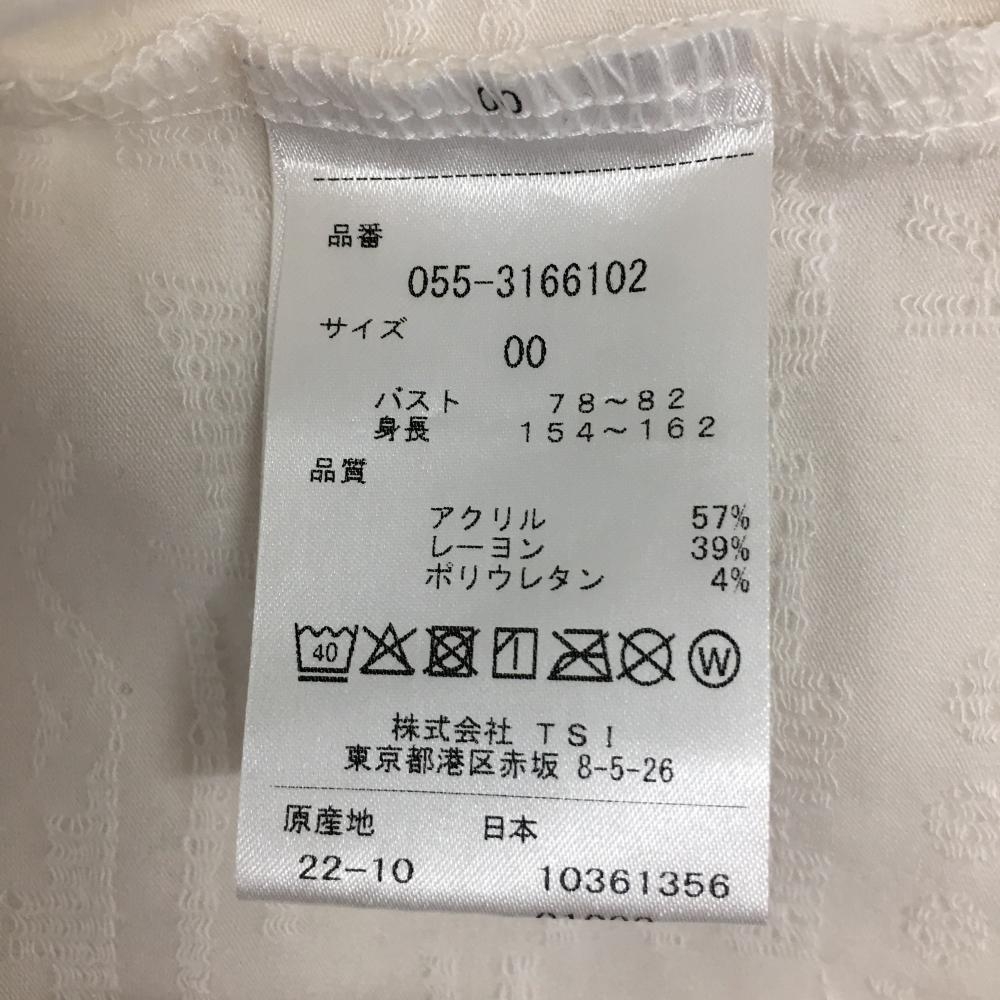 00
品番
055-3166102
サイズ
00
バスト 78～82
身長 154～162
品質
アクリル 57%
レーヨン 39%
ポリウレタン 4%
40 W
株式会社 TSI
東京都港区赤坂 8-5-26
原産地 日本
22-10 10361356